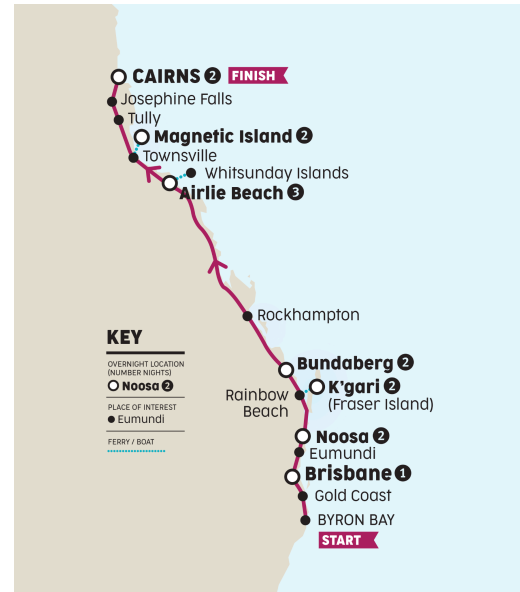 CAIRNS 2 FINISH
Josephine Falls
Tully
Magnetic Island 2
Townsville
Whitsunday Islands
Airlie Beach 3
Rockhampton
KEY
OVERNIGHT LOCATION
(NUMBER NIGHTS)
Noosa 2
PLACE OF INTEREST
Eumundi
FERRY / BOAT
Bundaberg 2
Rainbow
Beach
K'gari 2
(Fraser Island)
Noosa 2
Eumundi
Brisbane 1
Gold Coast
BYRON BAY
START